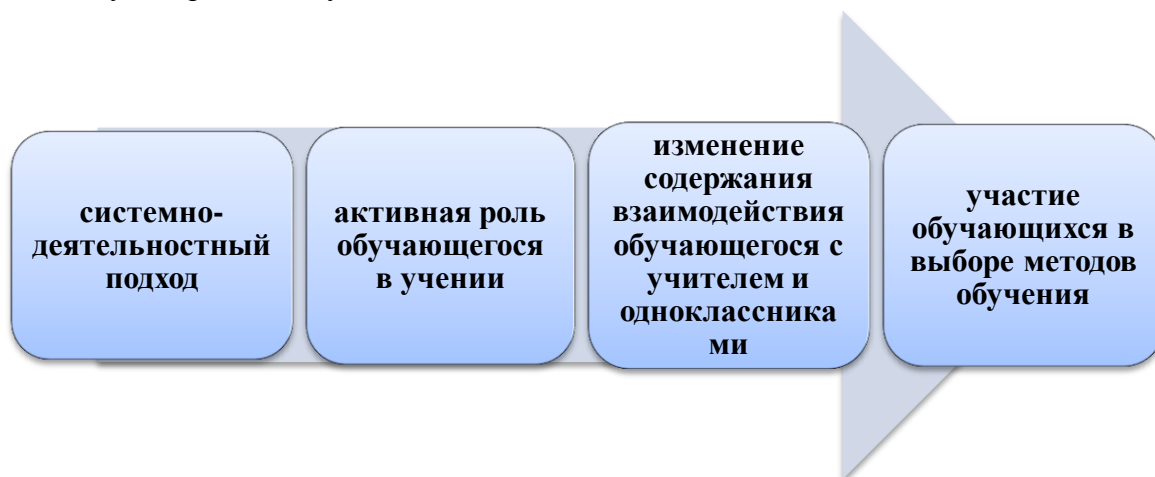 системно-
деятельностный
подход
активная роль
обучающегося
в учении
изменение
содержания
взаимодействия
обучающегося с
учителем и
одноклассника
ми
участие
обучающихся в
выборе методов
обучения